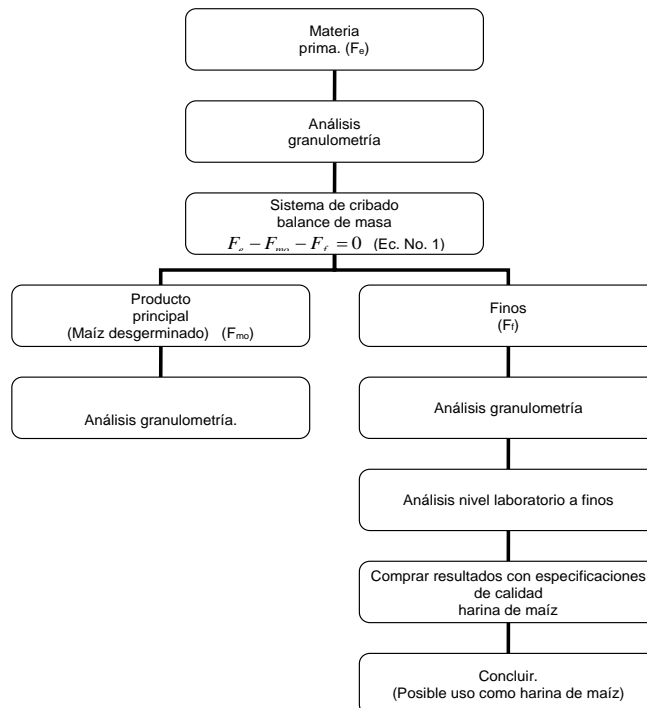 Materia
prima. (Fe)
Análisis
granulometría
Sistema de cribado
balance de masa
Fe − Fmo − Ff = 0 (Ec. No. 1)
Producto
principal
(Maíz desgerminado) (Fmo)
Análisis granulometría.
Finos
(Ff)
Análisis granulometría
Análisis nivel laboratorio a finos
Comprar resultados con especificaciones
de calidad
harina de maíz
Concluir.
(Posible uso como harina de maíz)